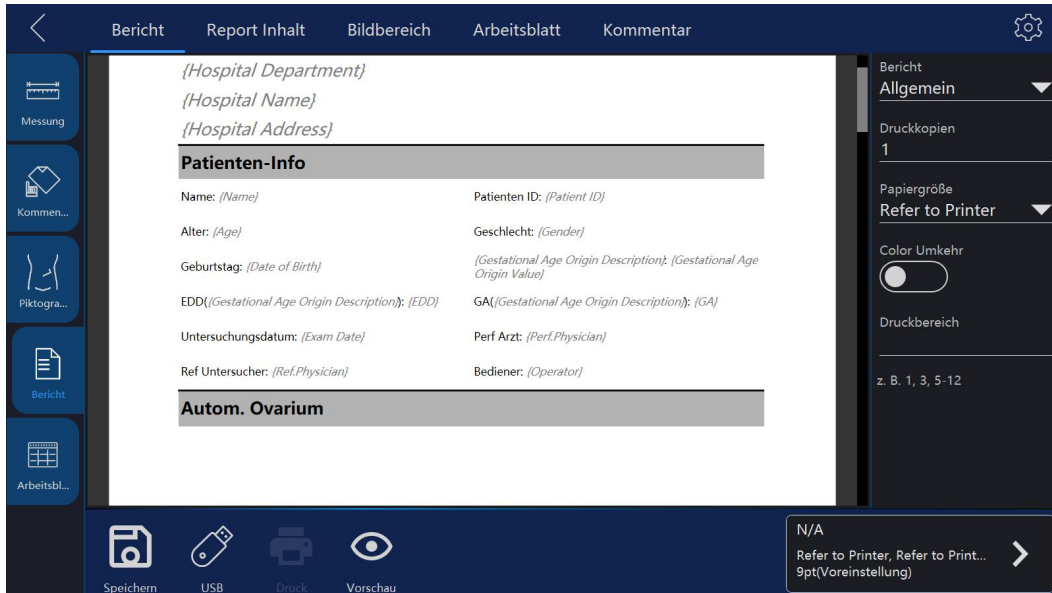 Bericht
Report Inhalt
Bildbereich
Arbeitsblatt
Kommentar
Messung
Kommen...
Piktogra...
Bericht
Arbeitsbl...
{Hospital Department}
{Hospital Name}
{Hospital Address}
Patienten-Info
Name: {Name}
Patienten ID: {Patient ID}
Alter: {Age}
Geschlecht: {Gender}
Geburtstag: {Date of Birth}
{Gestational Age Origin Description}: {Gestational Age
Origin Value}
EDD({Gestational Age Origin Description}): {EDD}
GA({Gestational Age Origin Description}): {GA}
Untersuchungsdatum: {Exam Date}
Perf Arzt: {Perf.Physician}
Ref Untersucher: {Ref.Physician}
Bediener: {Operator}
Autom. Ovarium
Bericht
Allgemein
Druckkopien
1
Papiergröße
Refer to Printer
Color Umkehr
Druckbereich
z. B. 1, 3, 5-12
Speichern
USB
Druck
Vorschau
N/A
Refer to Printer, Refer to Print...
9pt(Voreinstellung)